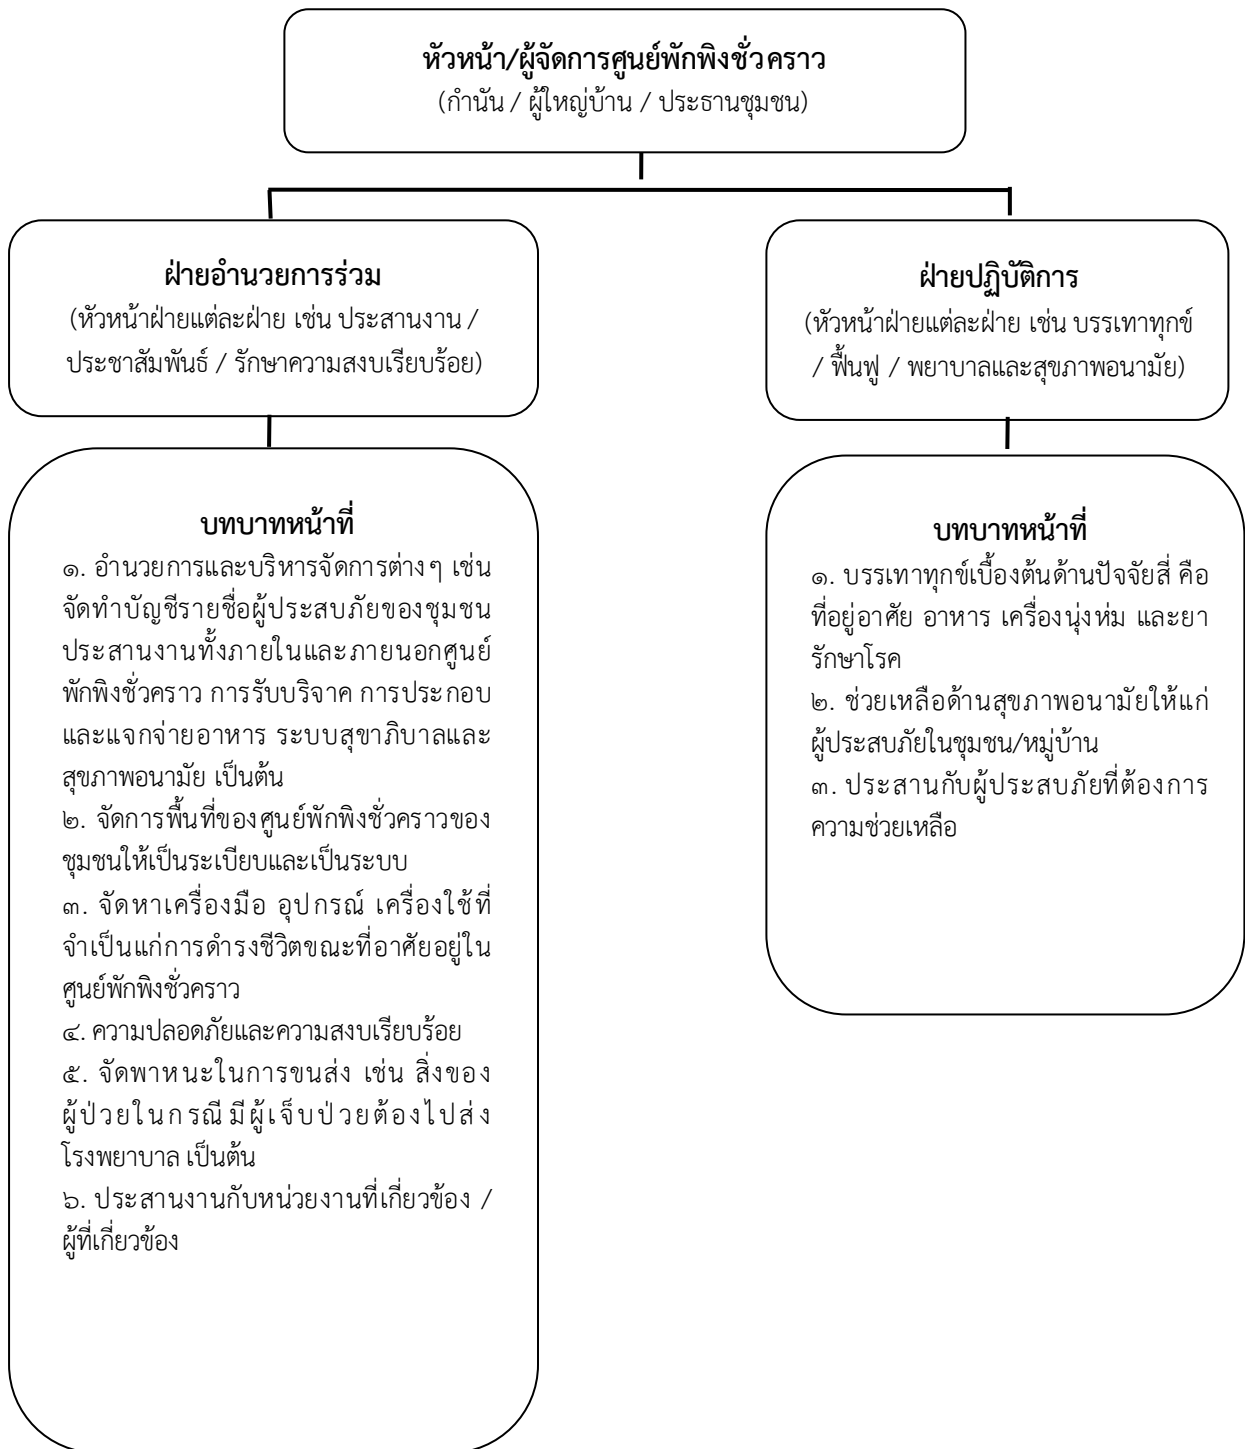 หัวหน้า/ผู้จัดการศูนย์พักพิงชั่วคราว
(กำนัน / ผู้ใหญ่บ้าน / ประธานชุมชน)
ฝ่ายอำนวยการร่วม
(หัวหน้าฝ่ายแต่ละฝ่าย เช่น ประสานงาน /
ประชาสัมพันธ์ / รักษาความสงบเรียบร้อย)
ฝ่ายปฏิบัติการ
(หัวหน้าฝ่ายแต่ละฝ่าย เช่น บรรเทาทุกข์
/ ฟื้นฟู / พยาบาลและสุขภาพอนามัย)
บทบาทหน้าที่
๑. อำนวยการและบริหารจัดการต่างๆ เช่น
จัดทำบัญชีรายชื่อผู้ประสบภัยของชุมชน
ประสานงานทั้งภายในและภายนอกศูนย์
พักพิงชั่วคราว การรับบริจาค การประกอบ
และแจกจ่ายอาหาร ระบบสุขาภิบาลและ
สุขภาพอนามัย เป็นต้น
๒. จัดการพื้นที่ของศูนย์พักพิงชั่วคราวของ
ชุมชนให้เป็นระเบียบและเป็นระบบ
๓. จัดหาเครื่องมือ อุปกรณ์ เครื่องใช้ที่
จำเป็นแก่การดำรงชีวิตขณะที่อาศัยอยู่ใน
ศูนย์พักพิงชั่วคราว
๔. ความปลอดภัยและความสงบเรียบร้อย
๕. จัดพาหนะในการขนส่ง เช่น สิ่งของ
ผู้ป่วยในกรณีมีผู้เจ็บป่วยต้องไปส่ง
โรงพยาบาล เป็นต้น
๖. ประสานงานกับหน่วยงานที่เกี่ยวข้อง /
ผู้ที่เกี่ยวข้อง
บทบาทหน้าที่
๑. บรรเทาทุกข์เบื้องต้นด้านปัจจัยสี่ คือ
ที่อยู่อาศัย อาหาร เครื่องนุ่งห่ม และยา
รักษาโรค
๒. ช่วยเหลือด้านสุขภาพอนามัยให้แก่
ผู้ประสบภัยในชุมชน/หมู่บ้าน
๓. ประสานกับผู้ประสบภัยที่ต้องการ
ความช่วยเหลือ